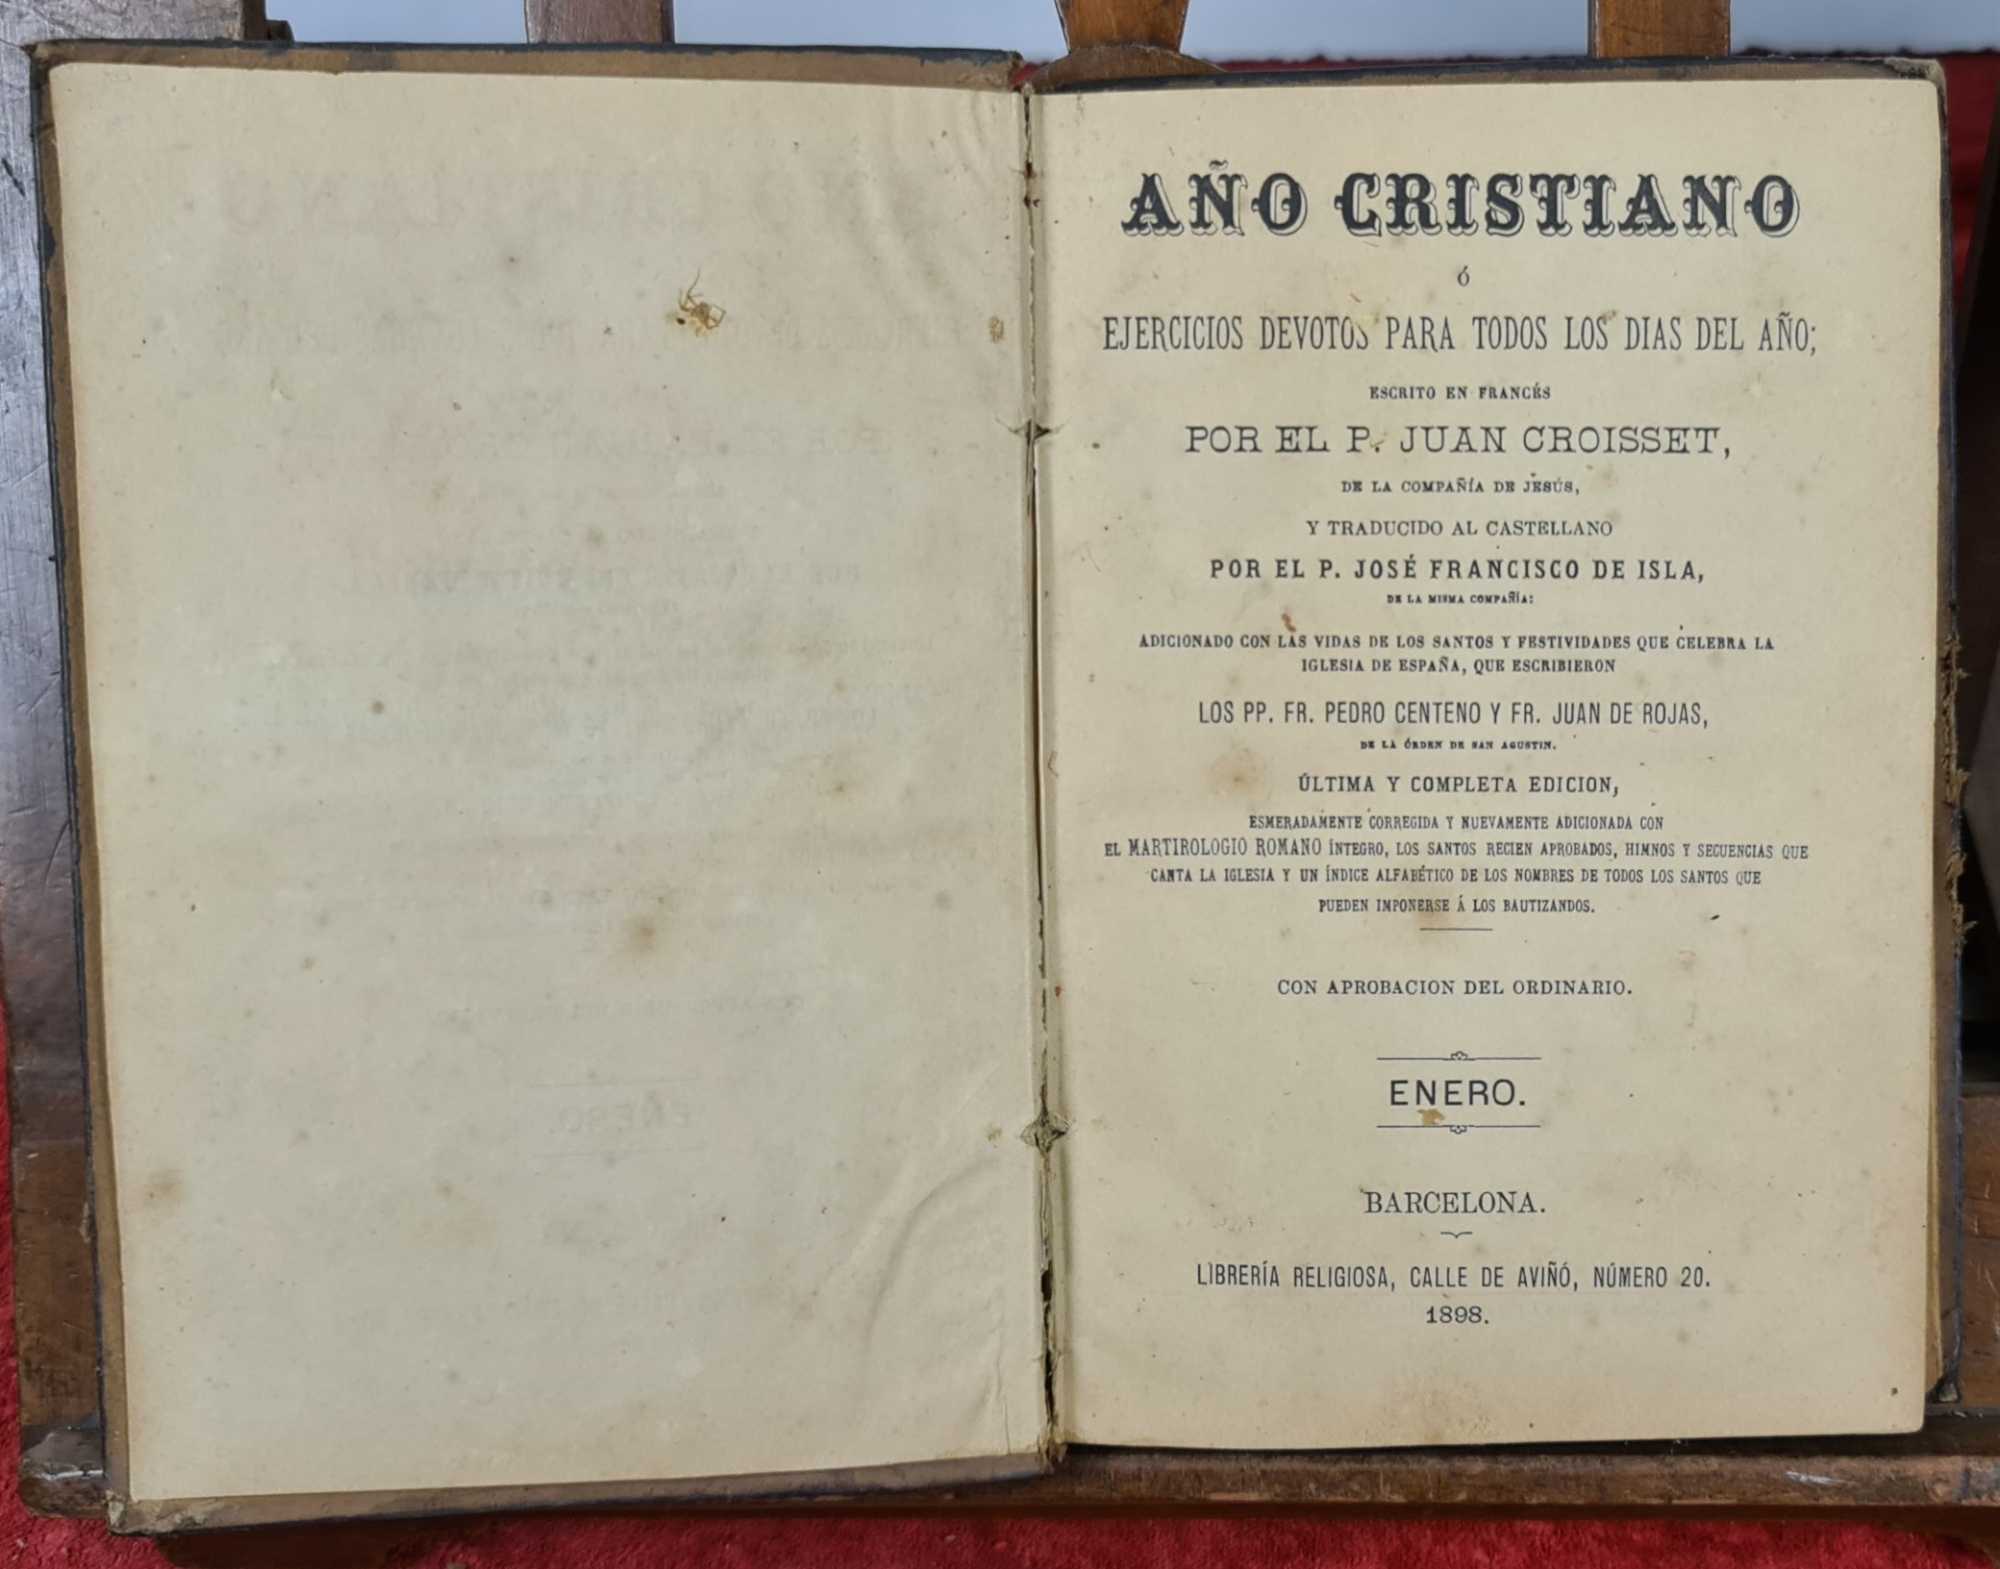 AÑO CRISTIANO
ó
EJERCICIOS DEVOTOS PARA TODOS LOS DIAS DEL AÑO;
ESCRITO EN FRANCÉS
POR EL P. JUAN CROISSET,
DE LA COMPAÑÍA DE JESÚS,
Y TRADUCIDO AL CASTELLANO
POR EL P. JOSÉ FRANCISCO DE ISLA,
DE LA MISMA COMPAÑÍA:
ADICIONADO CON LAS VIDAS DE LOS SANTOS Y FESTIVIDADES QUE CELEBRA LA
IGLESIA DE ESPAÑA, QUE ESCRIBIERON
LOS PP. FR. PEDRO CENTENO Y FR. JUAN DE ROJAS,
DE LA ÓRDEN DE SAN AGUSTIN.
ÚLTIMA Y COMPLETA EDICION,
ESMERADAMENTE CORREGIDA Y NUEVAMENTE ADICIONADA CON
EL MARTIROLOGIO ROMANO ÍNTEGRO, LOS SANTOS RECIEN APROBADOS, HIMNOS Y SECUENCIAS QUE
CANTA LA IGLESIA Y UN ÍNDICE ALFABÉTICO DE LOS NOMBRES DE TODOS LOS SANTOS QUE
PUEDEN IMPONERSE Á LOS BAUTIZANDOS.
CON APROBACION DEL ORDINARIO.
ENERO.
BARCELONA.
LIBRERÍA RELIGIOSA, CALLE DE AVIÑÓ, NÚMERO 20.
1898.